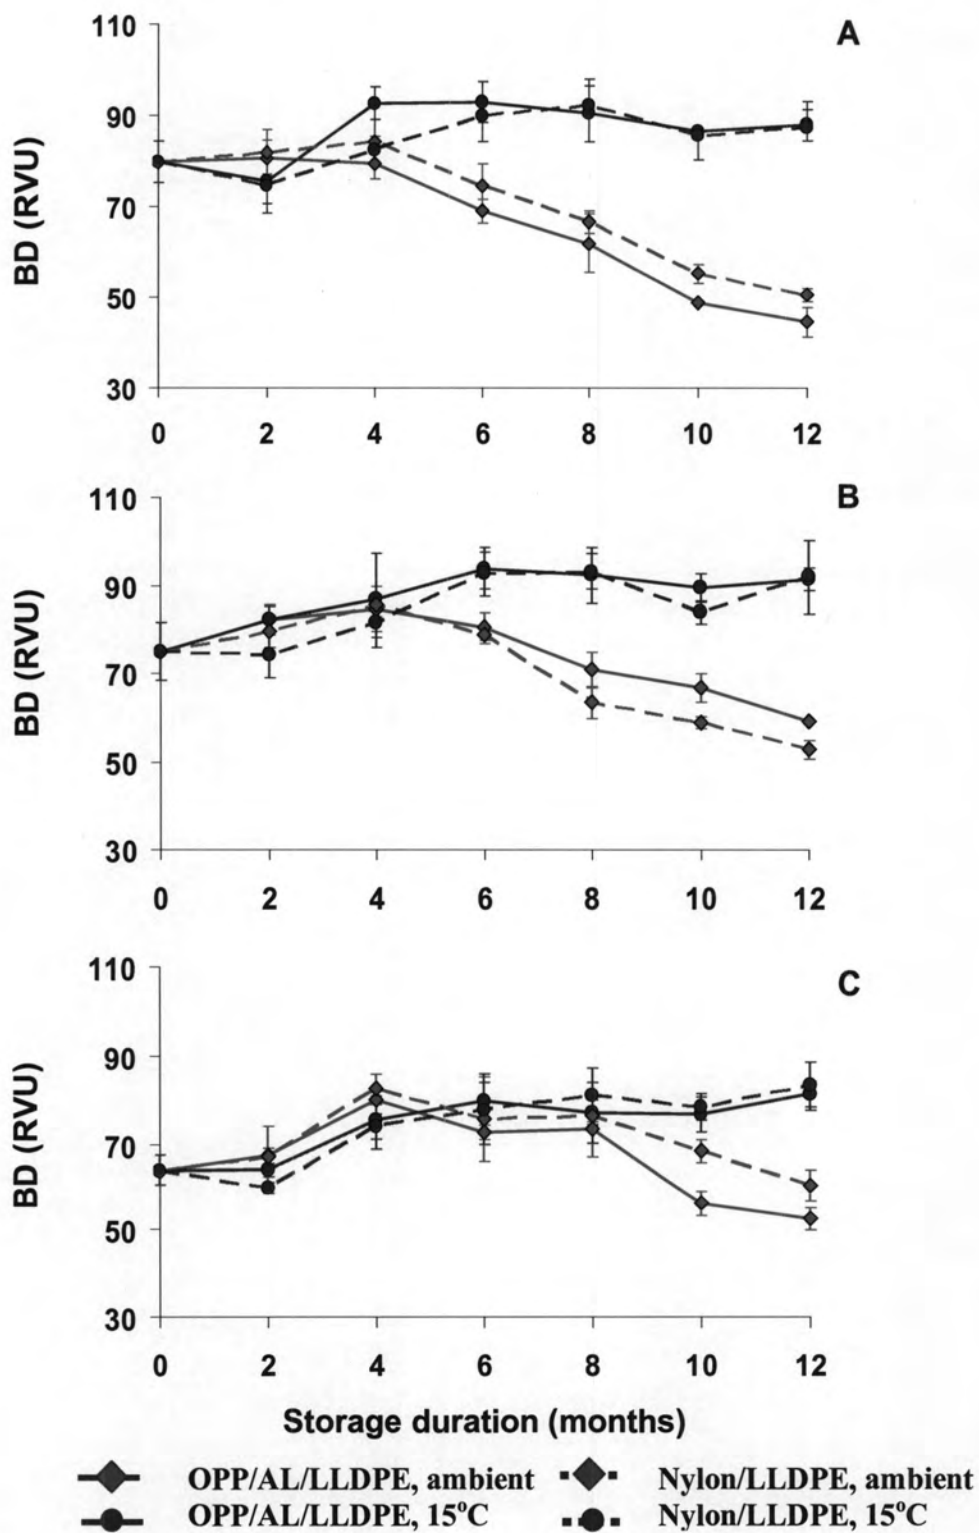 110
A
90
70
50
30
BD (RVU)
0 2 4 6 8 10 12
110
B
90
70
50
30
BD (RVU)
0 2 4 6 8 10 12
110
C
90
70
50
30
BD (RVU)
0 2 4 6 8 10 12
Storage duration (months)
OPP/AL/LLDPE, ambient Nylon/LLDPE, ambient
OPP/AL/LLDPE, 15°C Nylon/LLDPE, 15°C